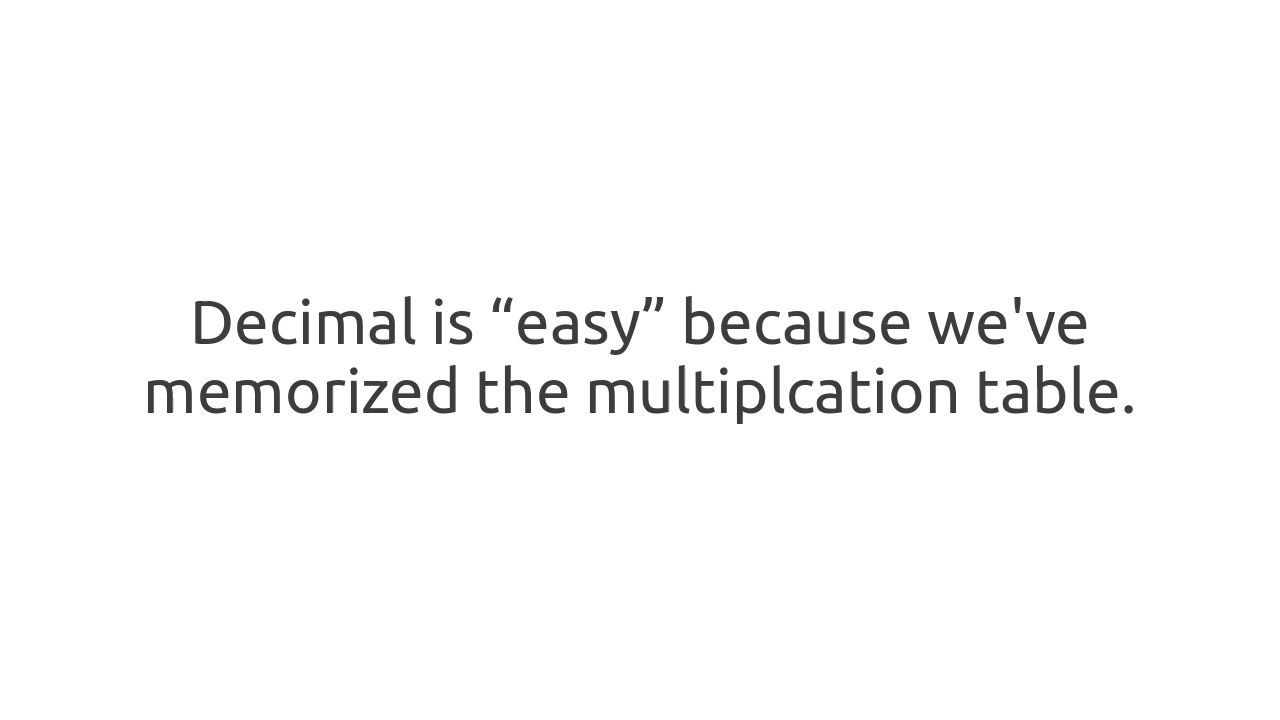 Decimal is “easy” because we've
memorized the multiplcation table.